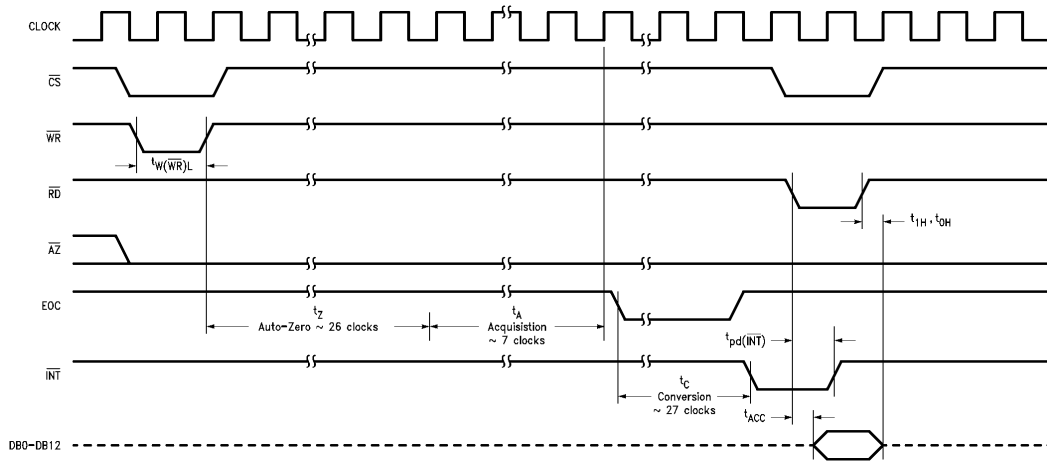 CLOCK
CS
WR
tW(WR)L
RD
t1H, t0H
AZ
EOC
tZ
Auto-Zero ~ 26 clocks
tA
Acquisistion
~ 7 clocks
tpd(INT)
INT
tC
Conversion
~ 27 clocks
tACC
DB0-DB12